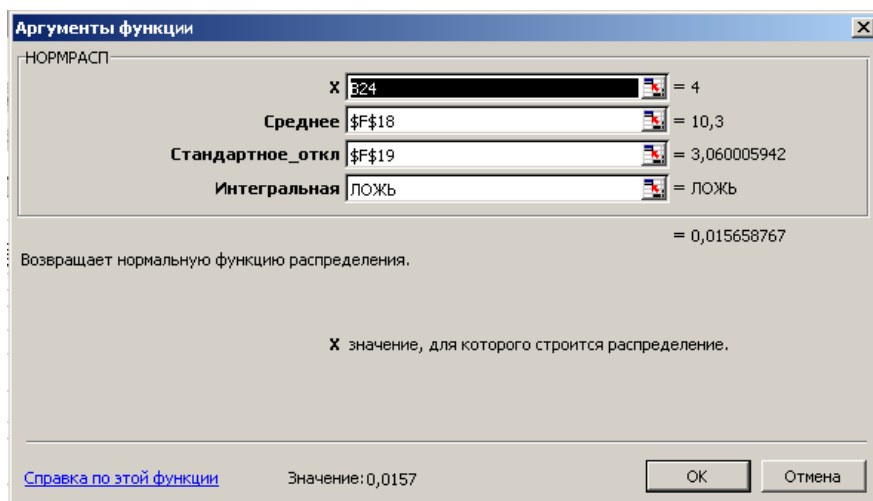 Аргументы функции
НОРМРАСП
X B24 = 4
Среднее $F$18 = 10,3
Стандартное_откл $F$19 = 3,060005942
Интегральная ЛОЖЬ = ЛОЖЬ
= 0,015658767
Возвращает нормальную функцию распределения.
X значение, для которого строится распределение.
Справка по этой функции Значение:0,0157 OK Отмена